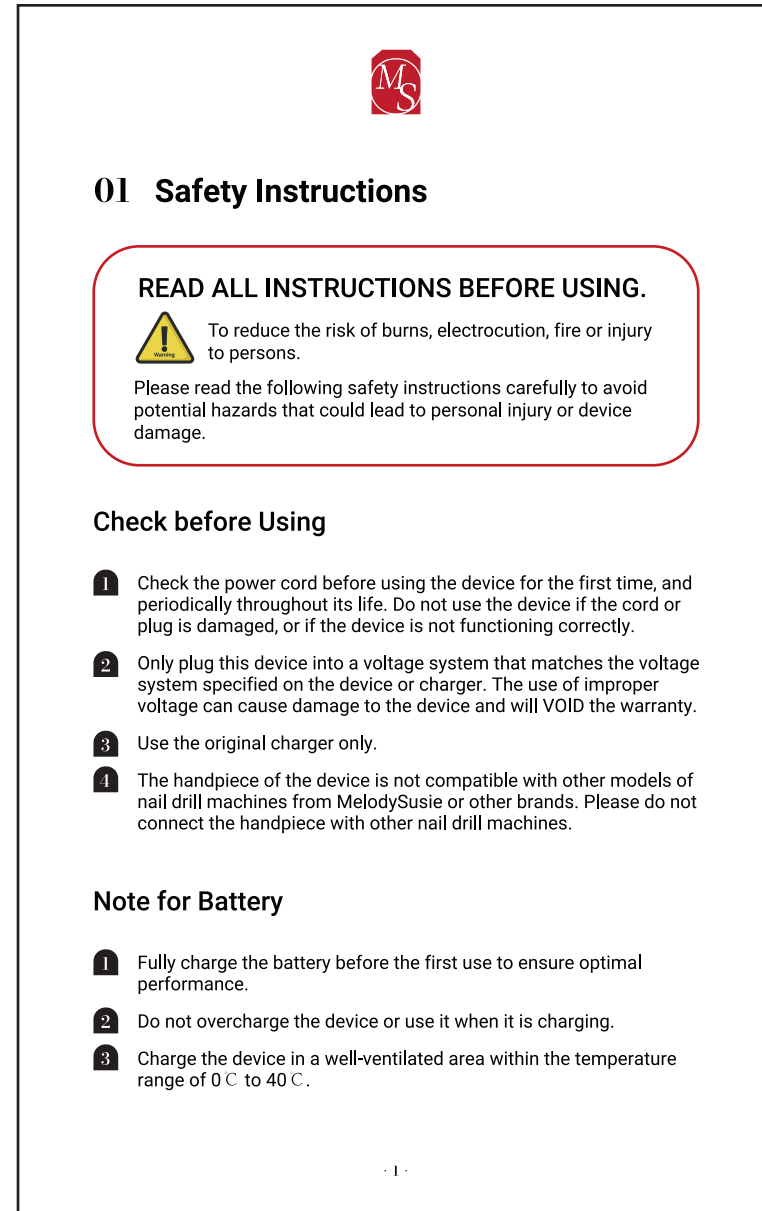 MS
01 Safety Instructions
READ ALL INSTRUCTIONS BEFORE USING.
Warning
To reduce the risk of burns, electrocution, fire or injury
to persons.
Please read the following safety instructions carefully to avoid
potential hazards that could lead to personal injury or device
damage.
Check before Using
1 Check the power cord before using the device for the first time, and
periodically throughout its life. Do not use the device if the cord or
plug is damaged, or if the device is not functioning correctly.
2 Only plug this device into a voltage system that matches the voltage
system specified on the device or charger. The use of improper
voltage can cause damage to the device and will VOID the warranty.
3 Use the original charger only.
4 The handpiece of the device is not compatible with other models of
nail drill machines from MelodySusie or other brands. Please do not
connect the handpiece with other nail drill machines.
Note for Battery
1 Fully charge the battery before the first use to ensure optimal
performance.
2 Do not overcharge the device or use it when it is charging.
3 Charge the device in a well-ventilated area within the temperature
range of 0℃ to 40℃.
· 1 ·